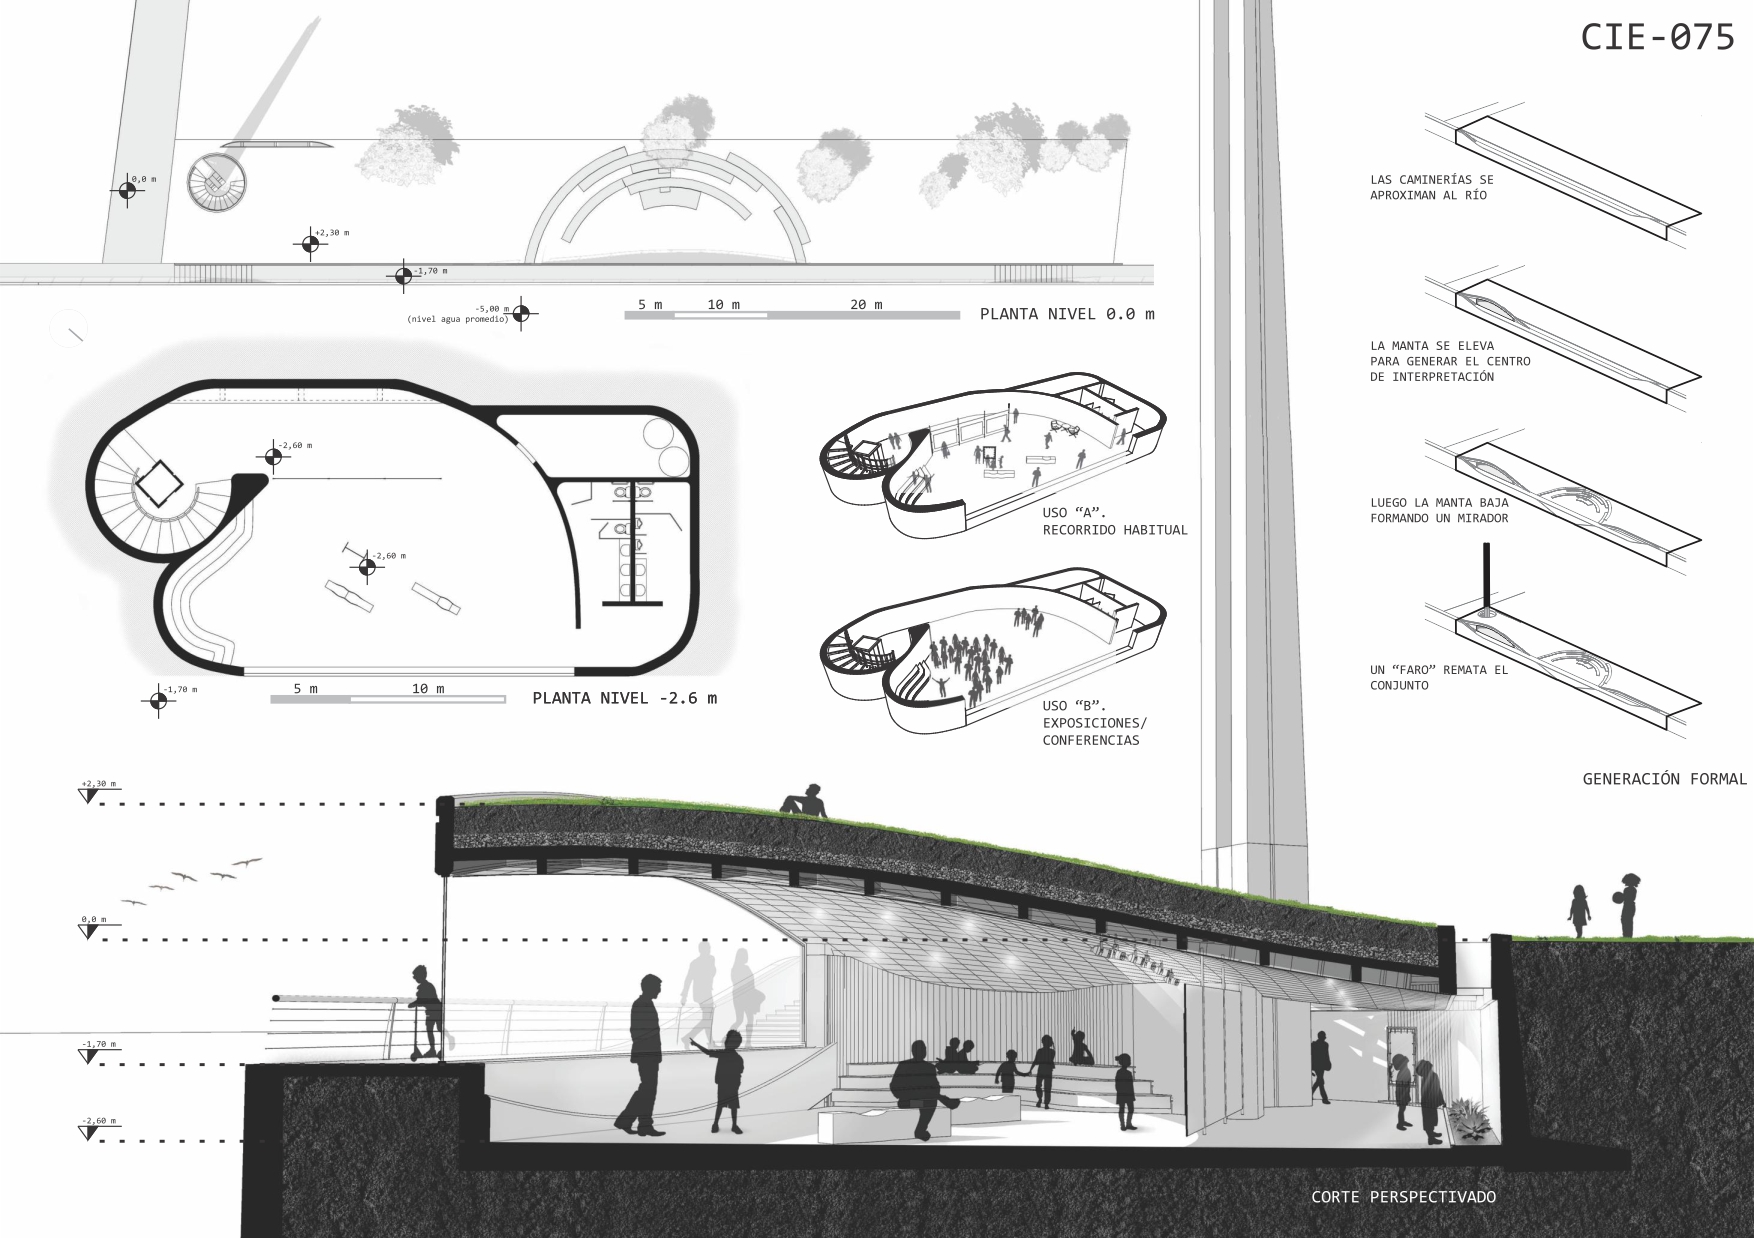 CIE-075
0,0 m
+2,30 m
-1,70 m
-5,00 m
(nivel agua promedio)
5 m
10 m
20 m
PLANTA NIVEL 0.0 m
LAS CAMINERÍAS SE
APROXIMAN AL RÍO
LA MANTA SE ELEVA
PARA GENERAR EL CENTRO
DE INTERPRETACIÓN
LUEGO LA MANTA BAJA
FORMANDO UN MIRADOR
UN “FARO” REMATA EL
CONJUNTO
GENERACIÓN FORMAL
-2,60 m
-2,60 m
-1,70 m
5 m
10 m
PLANTA NIVEL -2.6 m
USO “A”.
RECORRIDO HABITUAL
USO “B”.
EXPOSICIONES/
CONFERENCIAS
+2,30 m
0,0 m
-1,70 m
-2,60 m
CORTE PERSPECTIVADO